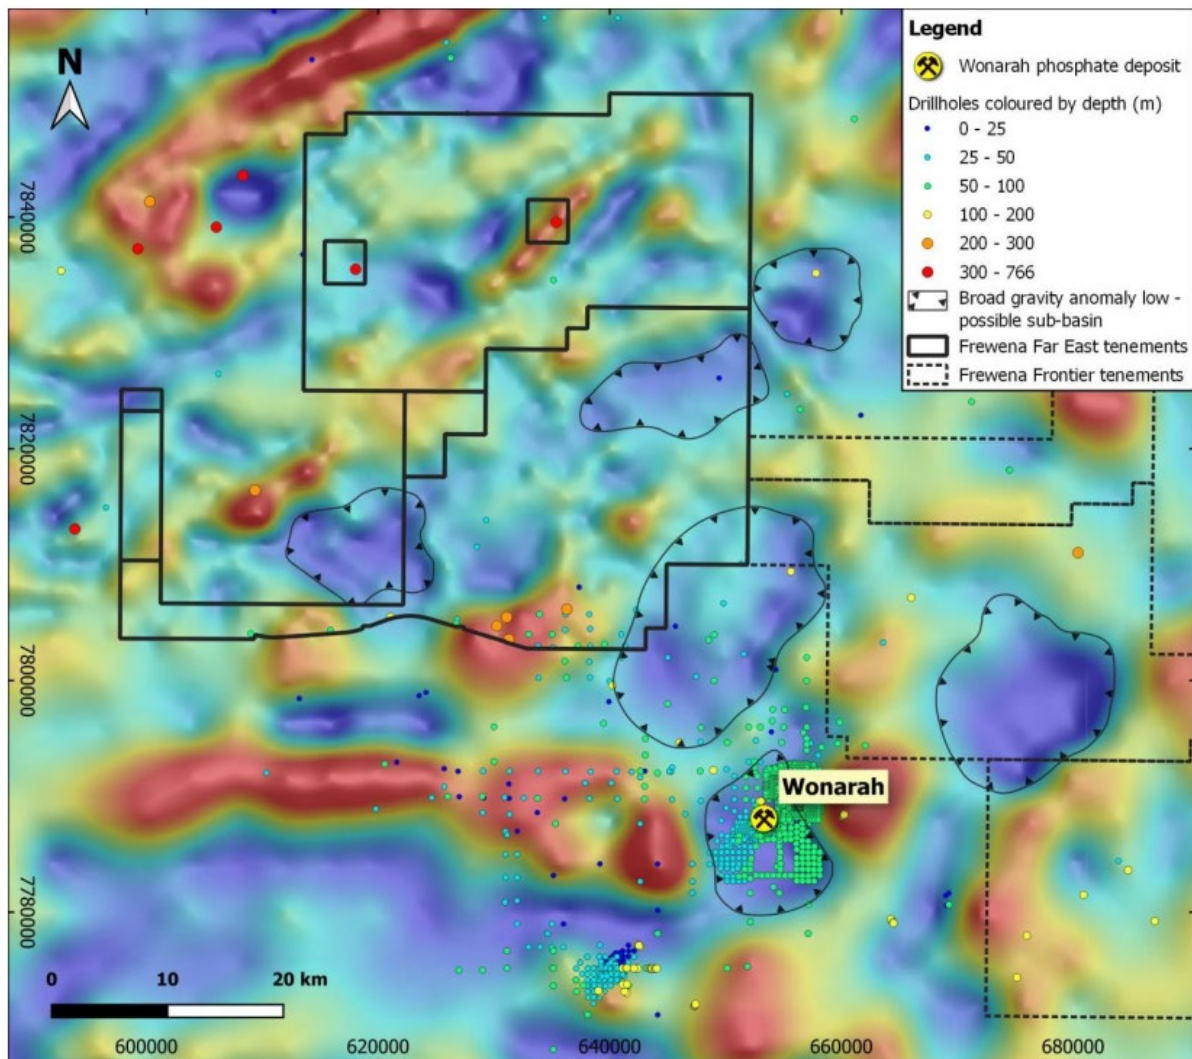 N
Legend
Wonarah phosphate deposit
Drillholes coloured by depth (m)
0 - 25
25 - 50
50 - 100
100 - 200
200 - 300
300 - 766
Broad gravity anomaly low -
possible sub-basin
Frewena Far East tenements
Frewena Frontier tenements
7840000
7820000
7800000
7780000
Wonarah
0 10 20 km
600000 620000 640000 660000 680000